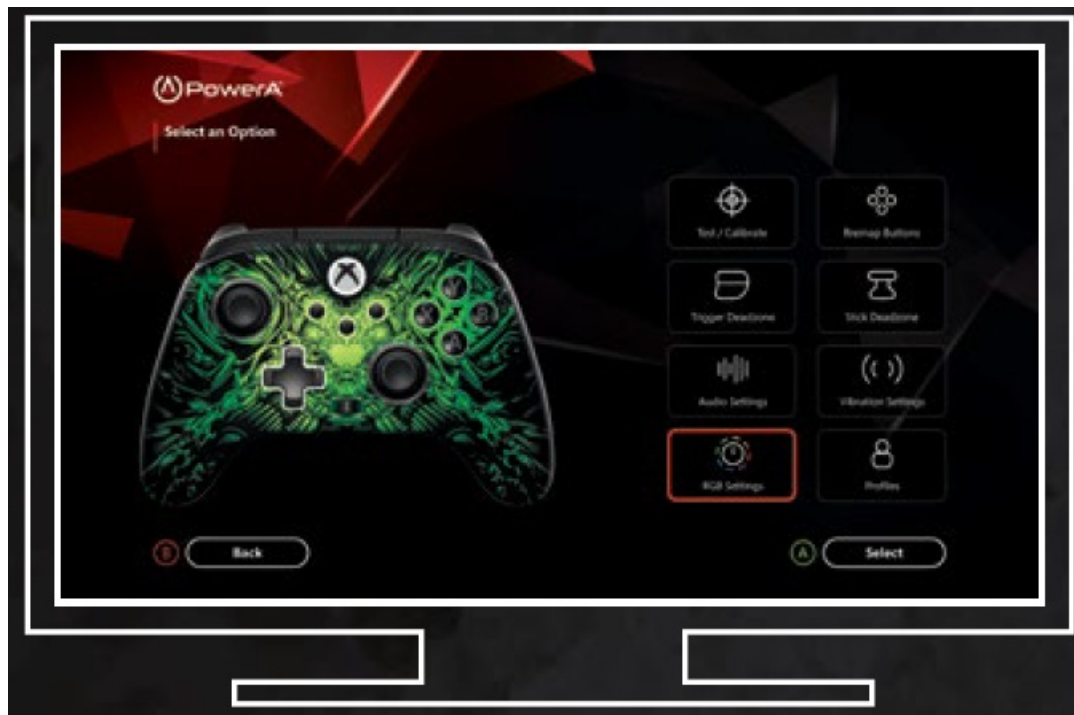 PowerA
Select an Option
Test / Calibrate
Remap Buttons
Trigger Deadzone
Stick Deadzone
Audio Settings
Vibration Settings
RGB Settings
Profiles
Y
X
B
A
B
Back
A
Select